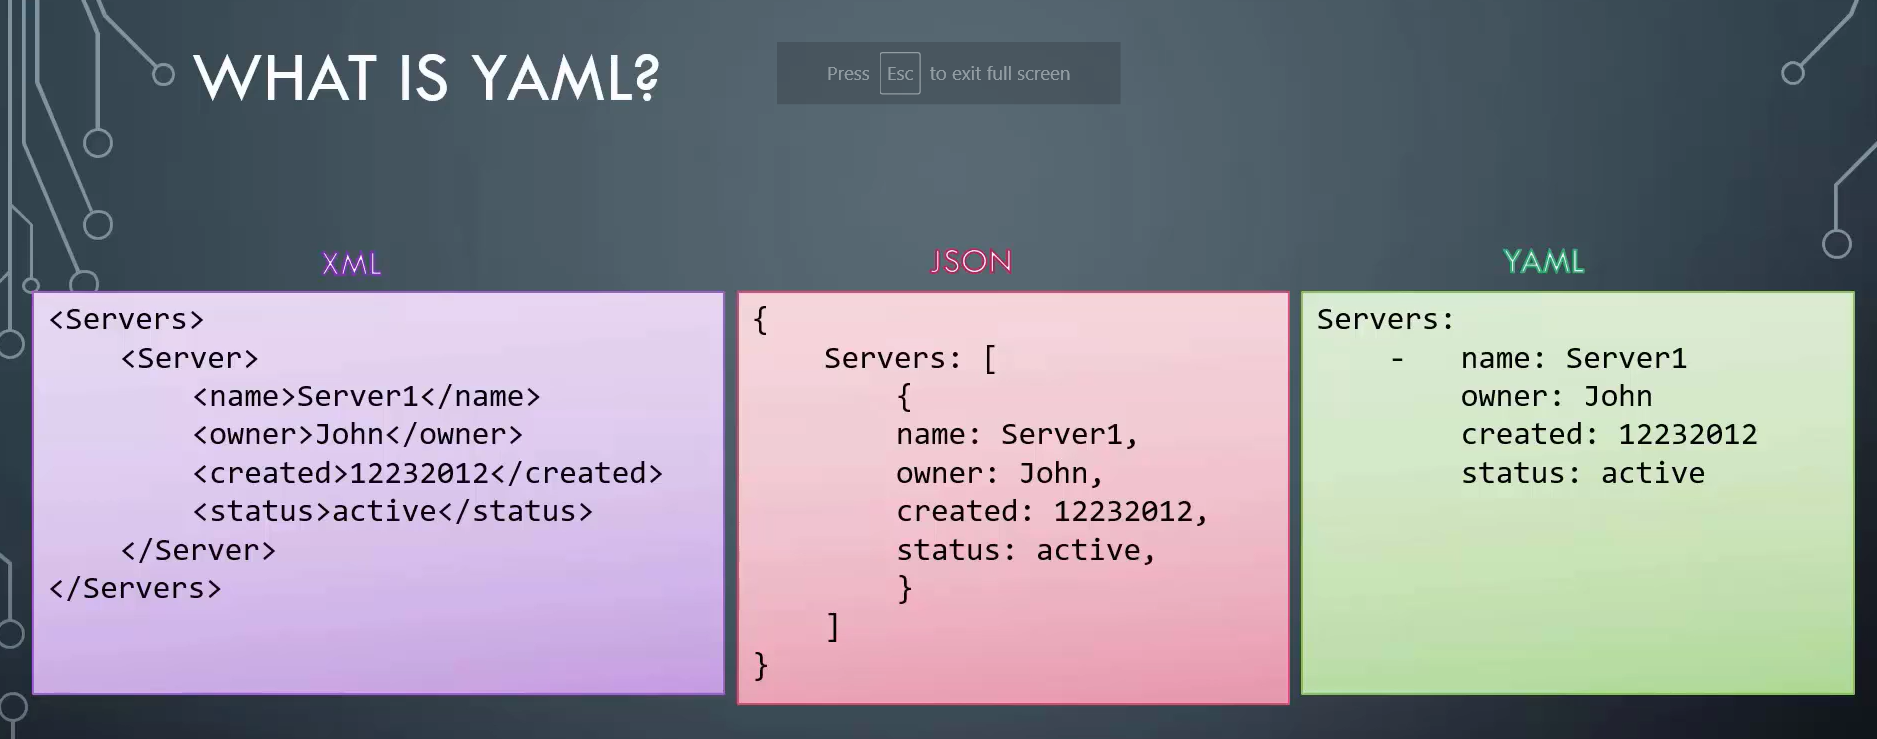 WHAT IS YAML?
Press Esc to exit full screen
XML
<Servers>
<Server>
<name>Server1</name>
<owner>John</owner>
<created>12232012</created>
<status>active</status>
</Server>
</Servers>
JSON
{
Servers: [
{
name: Server1,
owner: John,
created: 12232012,
status: active,
}
]
}
YAML
Servers:
- name: Server1
owner: John
created: 12232012
status: active